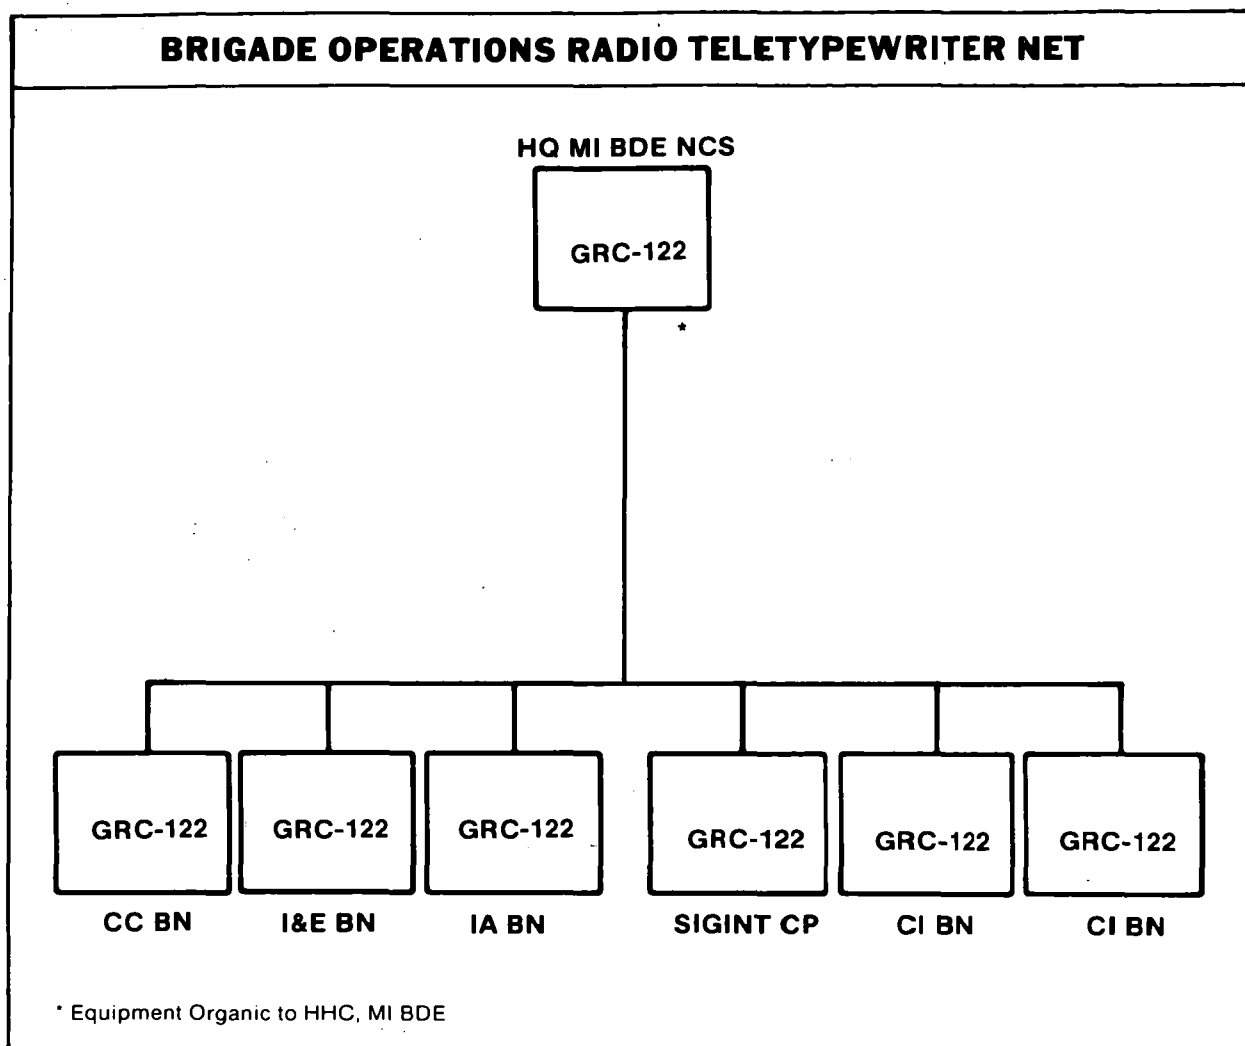 BRIGADE OPERATIONS RADIO TELETYPEWRITER NET
HQ MI BDE NCS
GRC-122
*
GRC-122 GRC-122 GRC-122 GRC-122 GRC-122 GRC-122
CC BN I&E BN IA BN SIGINT CP CI BN CI BN
* Equipment Organic to HHC, MI BDE